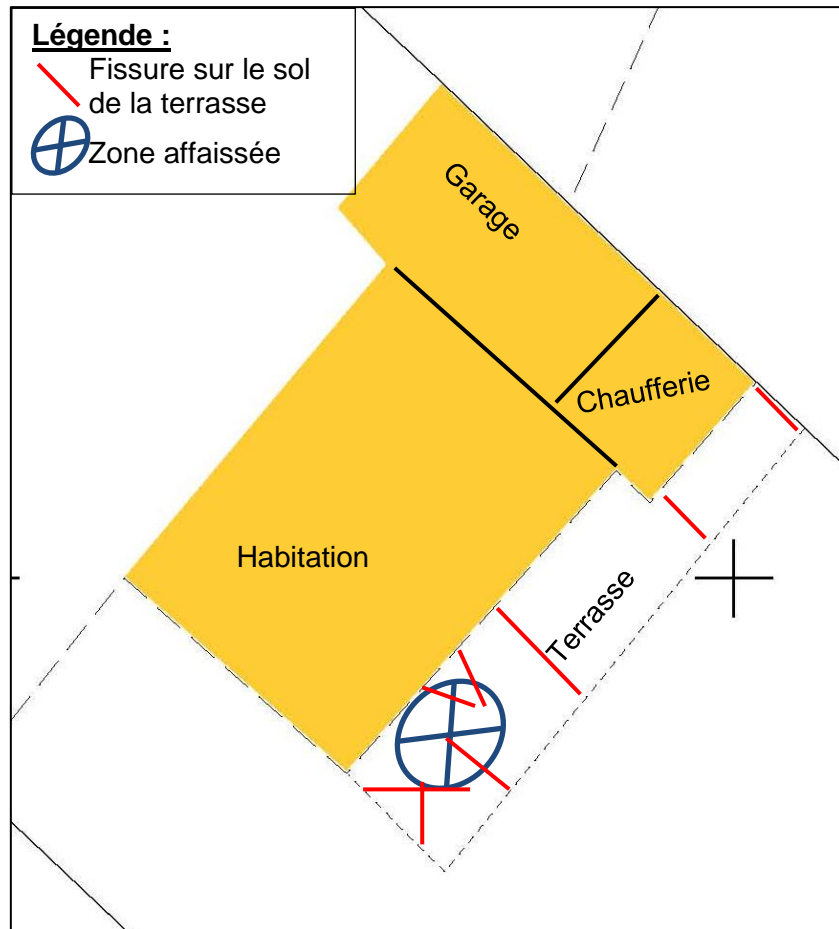 Légende :
Fissure sur le sol
de la terrasse
Zone affaissée
Garage
Chaufferie
Habitation
Terrasse